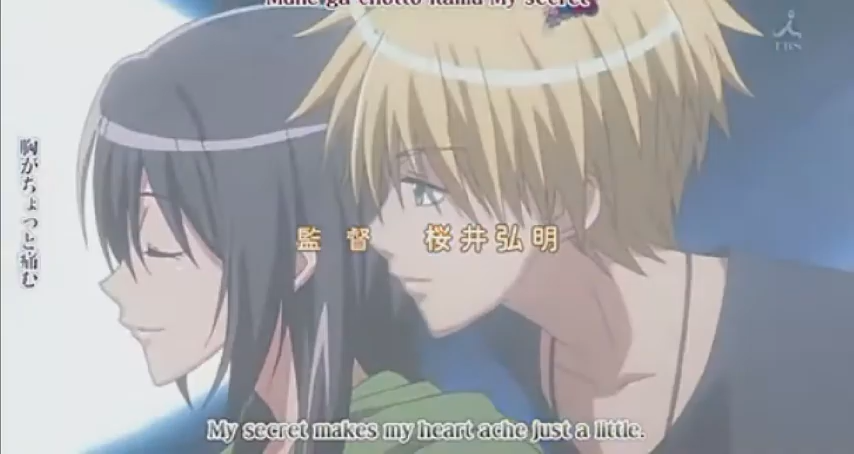 Mune ga chotto itamu My secret
TBS
胸がちょっと痛む
監督 桜井弘明
My secret makes my heart ache just a little.